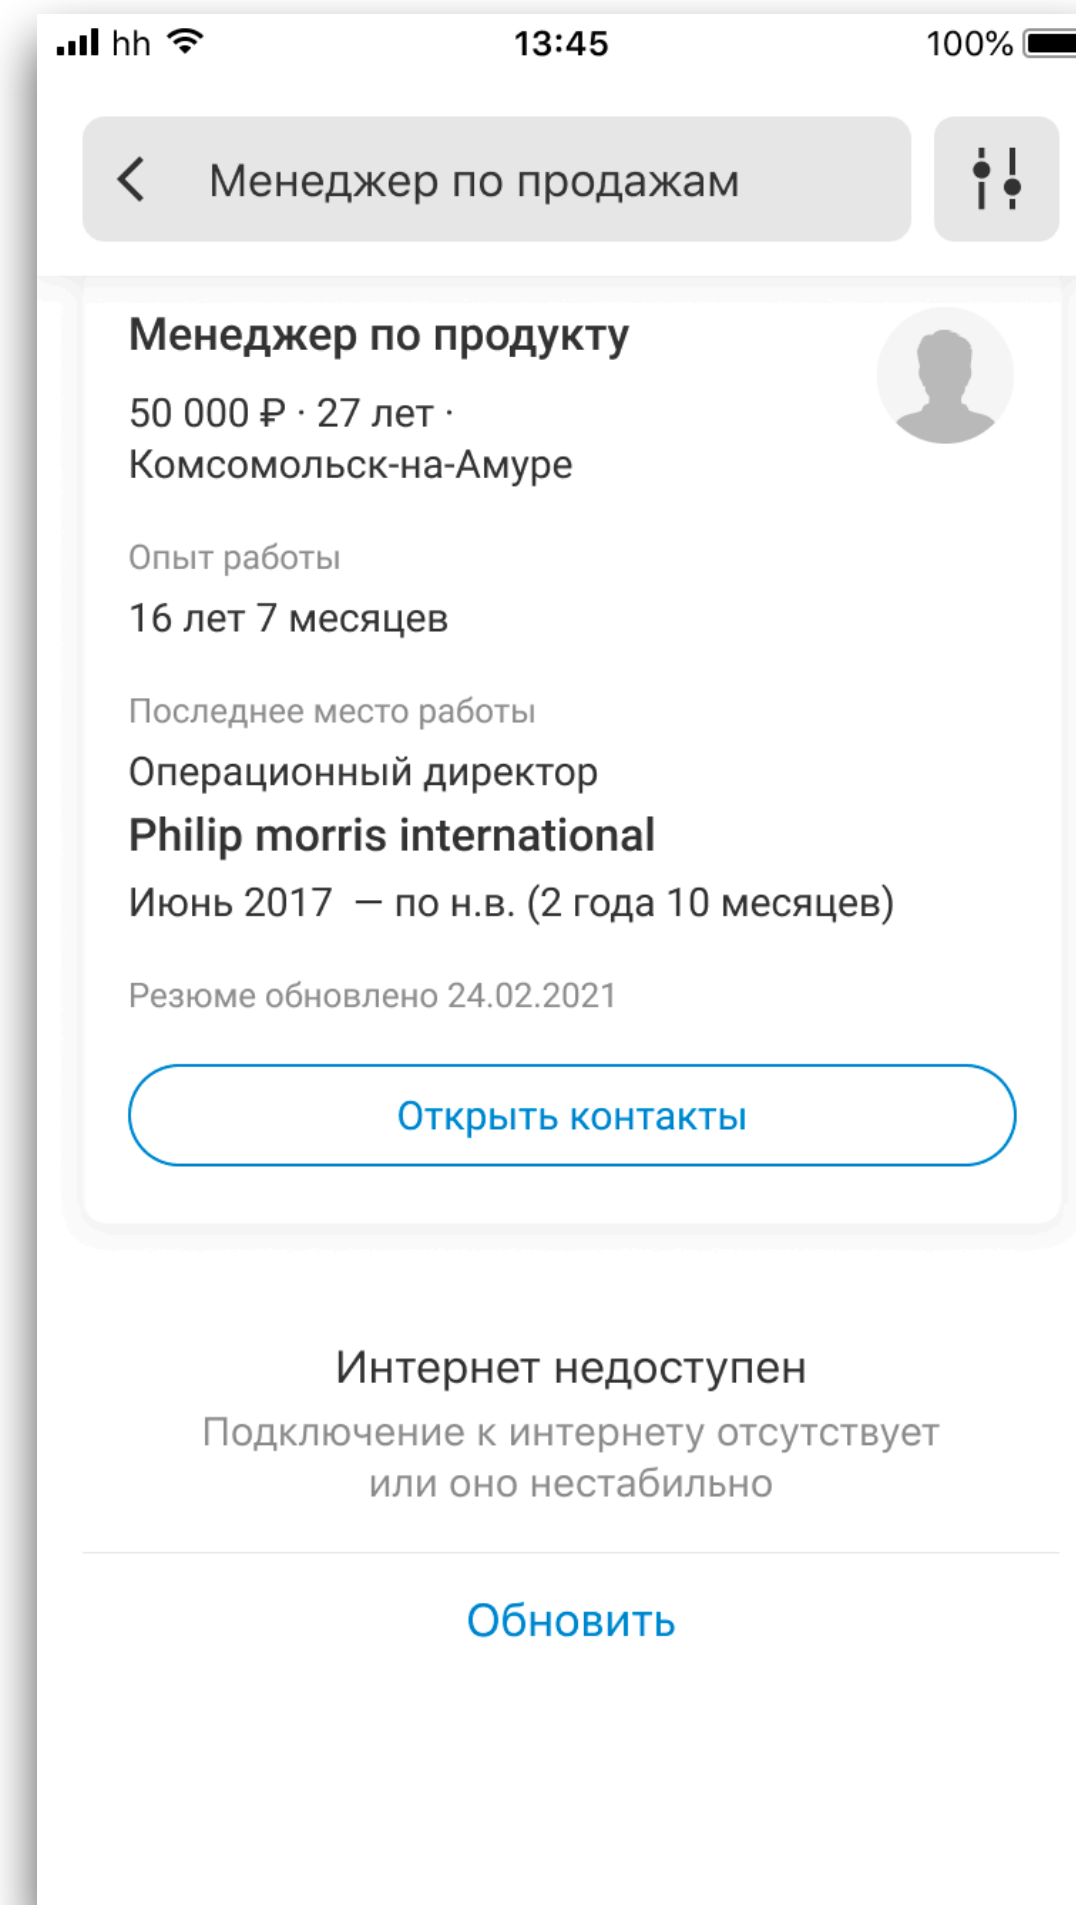 hh 13:45 100%
Менеджер по продажам
Менеджер по продукту
50 000 ₽ · 27 лет ·
Комсомольск-на-Амуре
Опыт работы
16 лет 7 месяцев
Последнее место работы
Операционный директор
Philip morris international
Июнь 2017 — по н.в. (2 года 10 месяцев)
Резюме обновлено 24.02.2021
Открыть контакты
Интернет недоступен
Подключение к интернету отсутствует
или оно нестабильно
Обновить